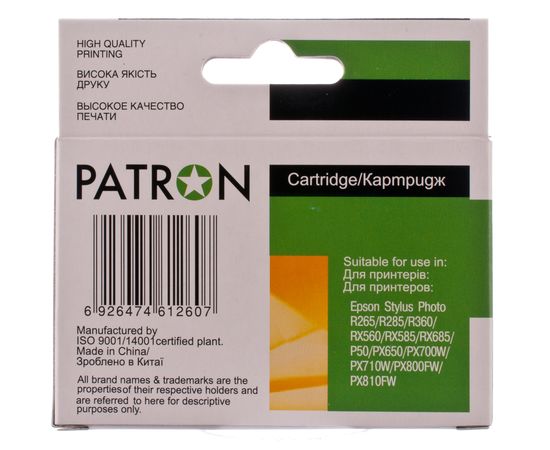 HIGH QUALITY
PRINTING
ВИСОКА ЯКІСТЬ
ДРУКУ
ВЫСОКОЕ КАЧЕСТВО
ПЕЧАТИ
PATRON
Cartridge/Картридж
6 926474 612607
Manufactured by
ISO 9001/14001certified plant.
Made in China/
Зроблено в Китаї
All brand names & trademarks are the
properties of their respective holders and
are referred to here for descriptive
purposes only.
Suitable for use in:
Для принтерів:
Для принтеров:
Epson Stylus Photo
R265/R285/R360/
RX560/RX585/RX685/
P50/PX650/PX700W/
PX710W/PX800FW/
PX810FW